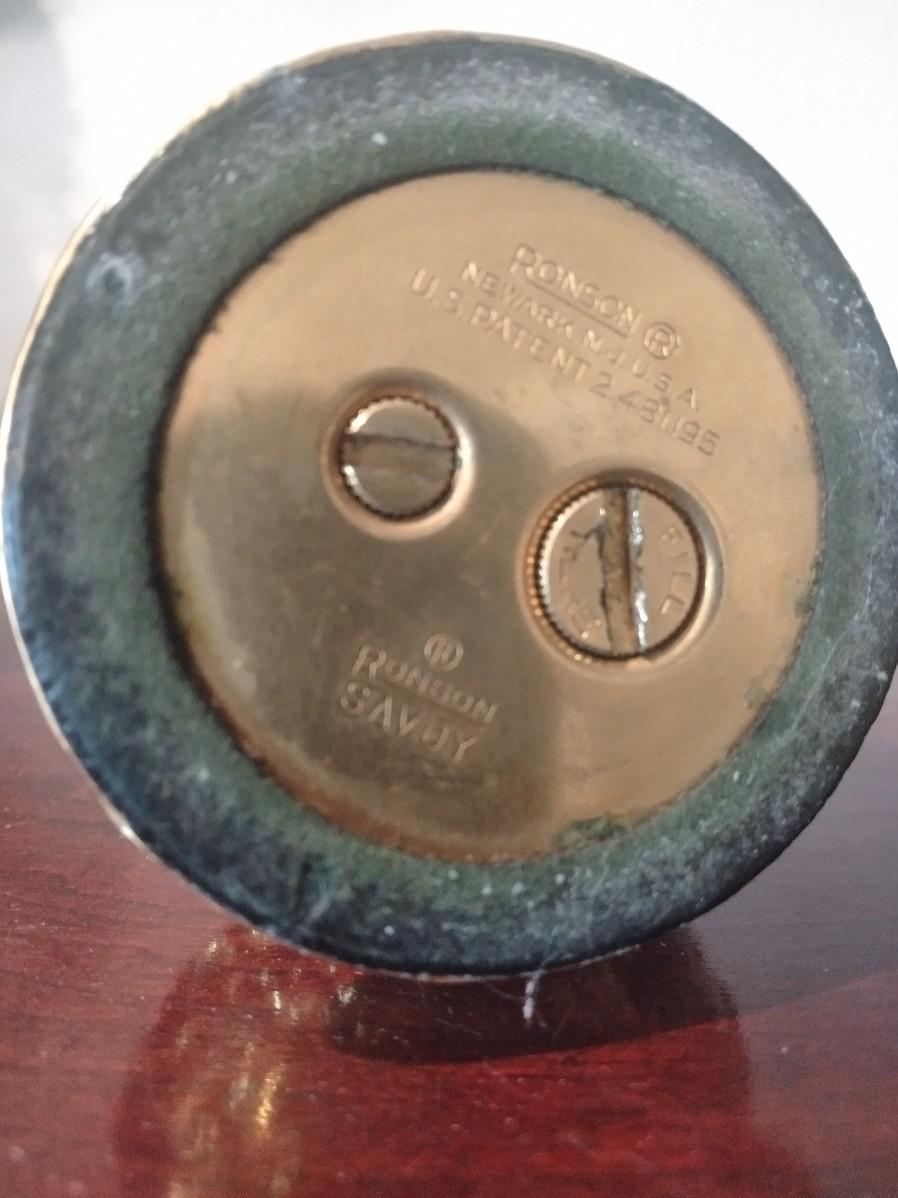 RONSON ®
NEWARK N.J. U.S.A.
U.S. PATENT 2,481,195
FILL
®
RONSON
SAVOY